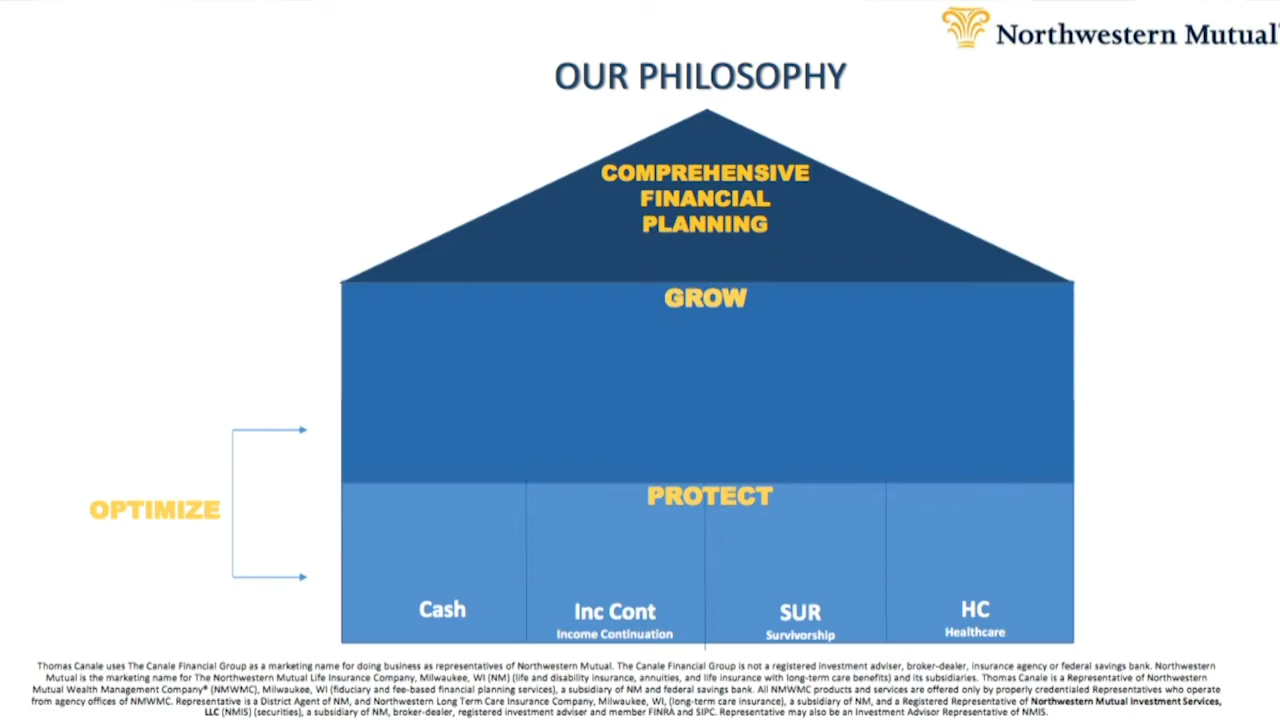 Northwestern Mutual
OUR PHILOSOPHY
COMPREHENSIVE
FINANCIAL
PLANNING
GROW
OPTIMIZE
PROTECT
Cash
Inc Cont
Income Continuation
SUR
Survivorship
HC
Healthcare
Thomas Canale uses The Canale Financial Group as a marketing name for doing business as representatives of Northwestern Mutual. The Canale Financial Group is not a registered investment adviser, broker-dealer, insurance agency or federal savings bank. Northwestern
Mutual is the marketing name for The Northwestern Mutual Life Insurance Company, Milwaukee, WI (NM) (life and disability insurance, annuities, and life insurance with long-term care benefits) and its subsidiaries. Thomas Canale is a Representative of Northwestern
Mutual Wealth Management Company® (NMWMC), Milwaukee, WI (fiduciary and fee-based financial planning services), a subsidiary of NM and federal savings bank. All NMWMC products and services are offered only by properly credentialed Representatives who operate
from agency offices of NMWMC. Representative is a District Agent of NM, and Northwestern Long Term Care Insurance Company, Milwaukee, WI, (long-term care insurance), a subsidiary of NM, and a Registered Representative of Northwestern Mutual Investment Services,
LLC (NMIS) (securities), a subsidiary of NM, broker-dealer, registered investment adviser and member FINRA and SIPC. Representative may also be an Investment Advisor Representative of NMIS.